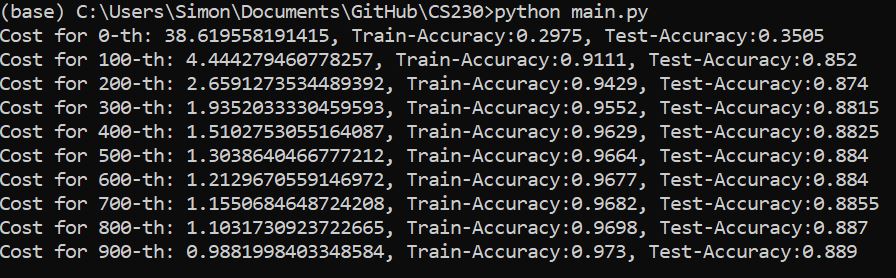 (base) C:\Users\Simon\Documents\GitHub\CS230>python main.py
Cost for 0-th: 38.619558191415, Train-Accuracy:0.2975, Test-Accuracy:0.3505
Cost for 100-th: 4.444279460778257, Train-Accuracy:0.9111, Test-Accuracy:0.852
Cost for 200-th: 2.6591273534489392, Train-Accuracy:0.9429, Test-Accuracy:0.874
Cost for 300-th: 1.9352033330459593, Train-Accuracy:0.9552, Test-Accuracy:0.8815
Cost for 400-th: 1.5102753055164087, Train-Accuracy:0.9629, Test-Accuracy:0.8825
Cost for 500-th: 1.3038640466777212, Train-Accuracy:0.9664, Test-Accuracy:0.884
Cost for 600-th: 1.2129670559146972, Train-Accuracy:0.9677, Test-Accuracy:0.884
Cost for 700-th: 1.1550684648724208, Train-Accuracy:0.9682, Test-Accuracy:0.8855
Cost for 800-th: 1.1031730923722665, Train-Accuracy:0.9698, Test-Accuracy:0.887
Cost for 900-th: 0.98819984033​48584, Train-Accuracy:0.973, Test-Accuracy:0.889